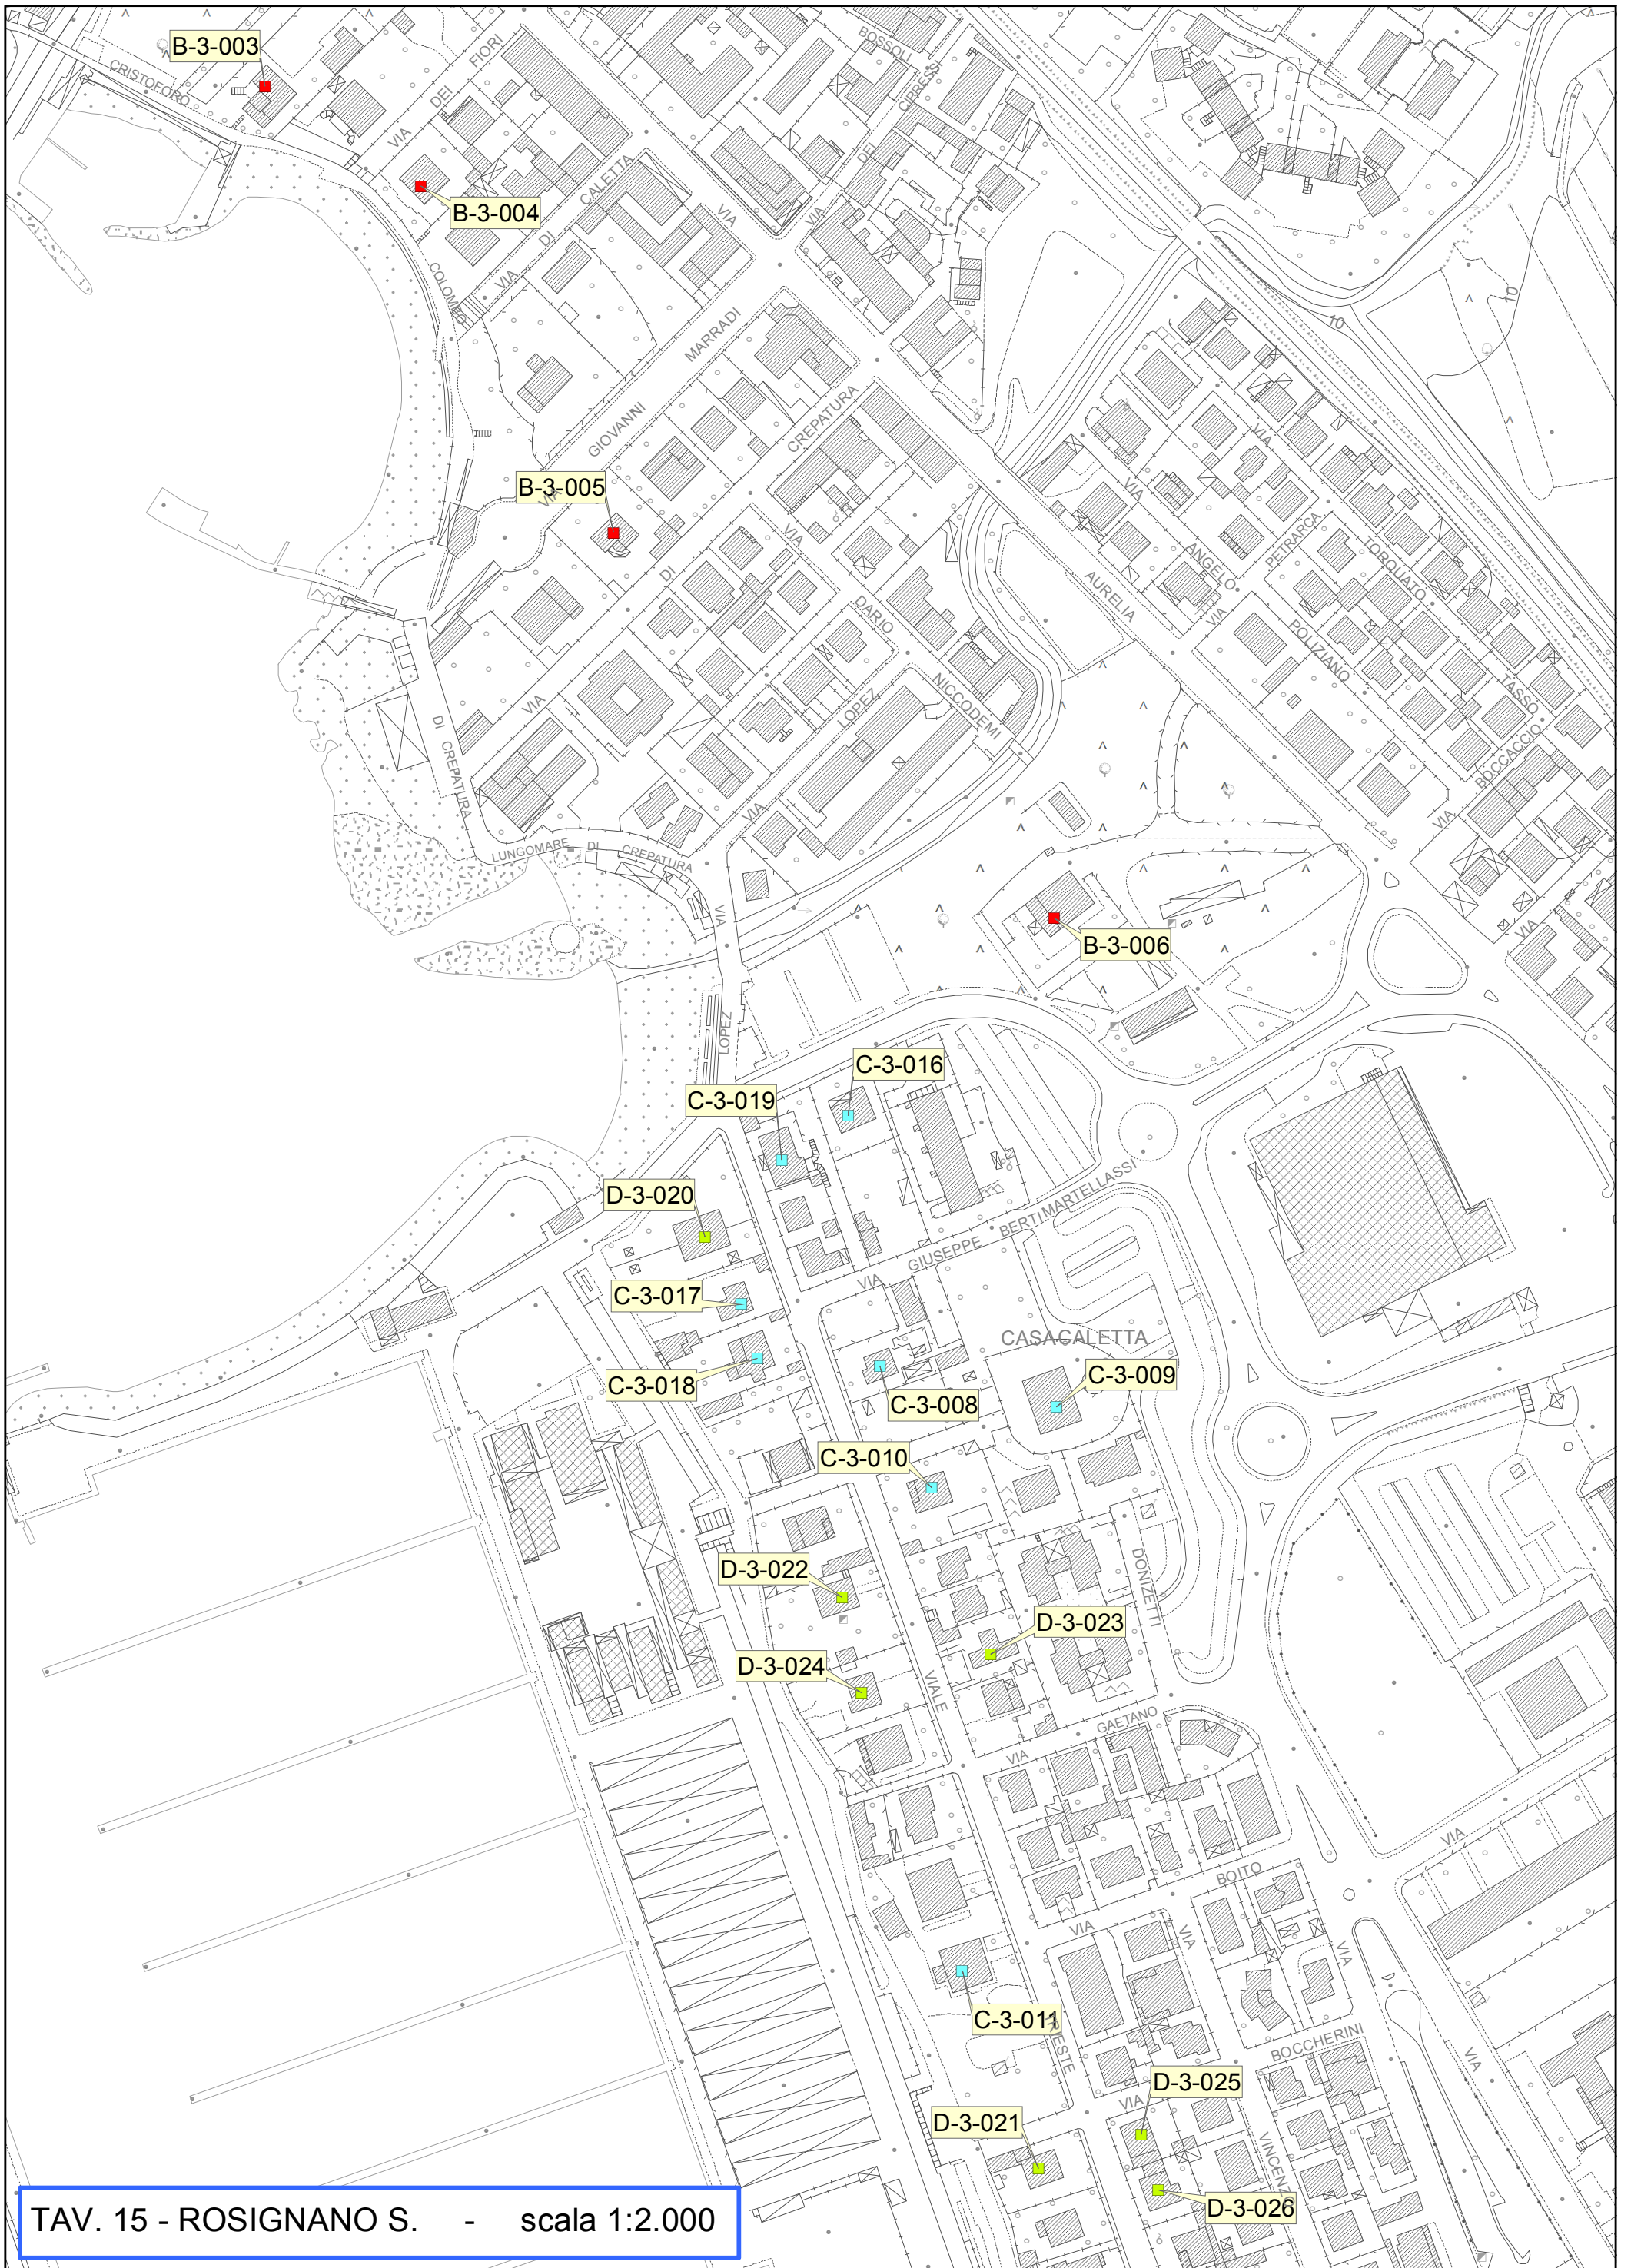 B-3-003
CRISTOFORO
VIA DEI FIORI
BOSSOLI
VIA DEI CIPRESSI
B-3-004
VIA DI CALETTA
VIA
COLOMBO
10
10
VIA GIOVANNI MARRADI
B-3-005
VIA DI CREPATURA
VIA DARIO NICCODEMI
AURELIA
VIA ANGELO POLIZIANO
VIA PETRARCA
VIA TORQUATO TASSO
VIA BOCCACCIO
VIA
DI CREPATURA
VIA LOPEZ
LUNGOMARE DI CREPATURA
VIA LOPEZ
B-3-006
C-3-016
C-3-019
D-3-020
VIA GIUSEPPE BERTIMARTELLASSI
C-3-017
CASACALETTA
C-3-018
C-3-008
C-3-009
C-3-010
D-3-022
D-3-023
D-3-024
VIALE
VIA GAETANO DONIZETTI
VIA
VIA BOITO
VIA
VIA
C-3-011
TRIESTE
VIA BOCCHERINI
VIA
D-3-025
D-3-021
VINCENZO
D-3-026
TAV. 15 - ROSIGNANO S. - scala 1:2.000